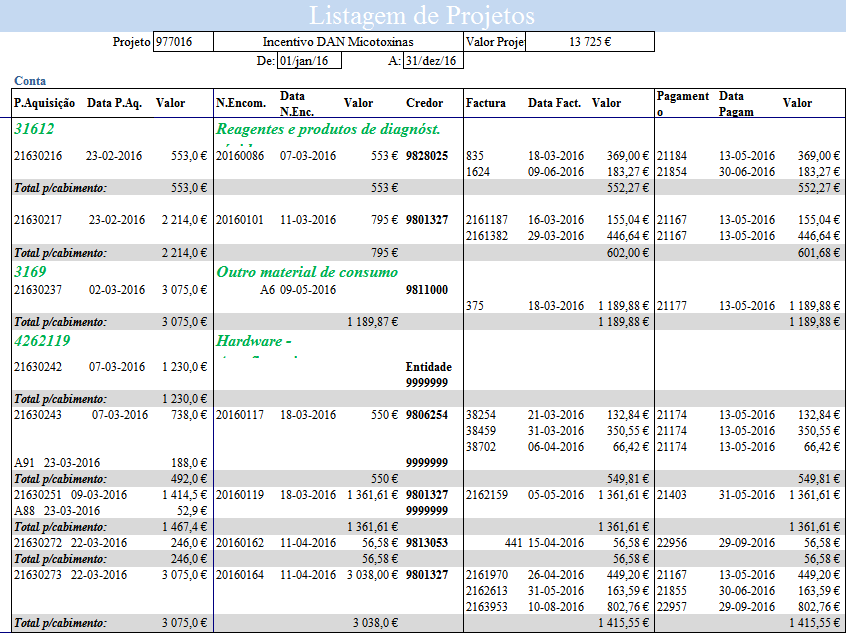 Listagem de Projetos
Projeto 977016 Incentivo DAN Micotoxinas Valor Proje 13 725 €
De: 01/jan/16 A: 31/dez/16
Conta
P.Aquisição Data P.Aq. Valor N.Encom. Data N.Enc. Valor Credor Factura Data Fact. Valor Pagamento Data Pagam Valor
31612 Reagentes e produtos de diagnóst.
21630216 23-02-2016 553,0 € 20160086 07-03-2016 553 € 9828025 835 18-03-2016 369,00 € 21184 13-05-2016 369,00 €
1624 09-06-2016 183,27 € 21854 30-06-2016 183,27 €
Total p/cabimento: 553,0 € 553 € 552,27 € 552,27 €
21630217 23-02-2016 2 214,0 € 20160101 11-03-2016 795 € 9801327 2161187 16-03-2016 155,04 € 21167 13-05-2016 155,04 €
2161382 29-03-2016 446,64 € 21167 13-05-2016 446,64 €
Total p/cabimento: 2 214,0 € 795 € 602,00 € 601,68 €
3169 Outro material de consumo
21630237 02-03-2016 3 075,0 € A6 09-05-2016 9811000
375 18-03-2016 1 189,88 € 21177 13-05-2016 1 189,88 €
Total p/cabimento: 3 075,0 € 1 189,87 € 1 189,88 € 1 189,88 €
4262119 Hardware -
21630242 07-03-2016 1 230,0 € Entidade
9999999
Total p/cabimento: 1 230,0 €
21630243 07-03-2016 738,0 € 20160117 18-03-2016 550 € 9806254 38254 21-03-2016 132,84 € 21174 13-05-2016 132,84 €
38459 31-03-2016 350,55 € 21174 13-05-2016 350,55 €
38702 06-04-2016 66,42 € 21174 13-05-2016 66,42 €
A91 23-03-2016 188,0 € 9999999
Total p/cabimento: 492,0 € 550 € 549,81 € 549,81 €
21630251 09-03-2016 1 414,5 € 20160119 18-03-2016 1 361,61 € 9801327 2162159 05-05-2016 1 361,61 € 21403 31-05-2016 1 361,61 €
A88 23-03-2016 52,9 € 9999999
Total p/cabimento: 1 467,4 € 1 361,61 € 1 361,61 € 1 361,61 €
21630272 22-03-2016 246,0 € 20160162 11-04-2016 56,58 € 9813053 441 15-04-2016 56,58 € 22956 29-09-2016 56,58 €
Total p/cabimento: 246,0 € 56,58 € 56,58 € 56,58 €
21630273 22-03-2016 3 075,0 € 20160164 11-04-2016 3 038,00 € 9801327 2161970 26-04-2016 449,20 € 21167 13-05-2016 449,20 €
2162613 31-05-2016 163,59 € 21855 30-06-2016 163,59 €
2163953 10-08-2016 802,76 € 22957 29-09-2016 802,76 €
Total p/cabimento: 3 075,0 € 3 038,0 € 1 415,55 € 1 415,55 €